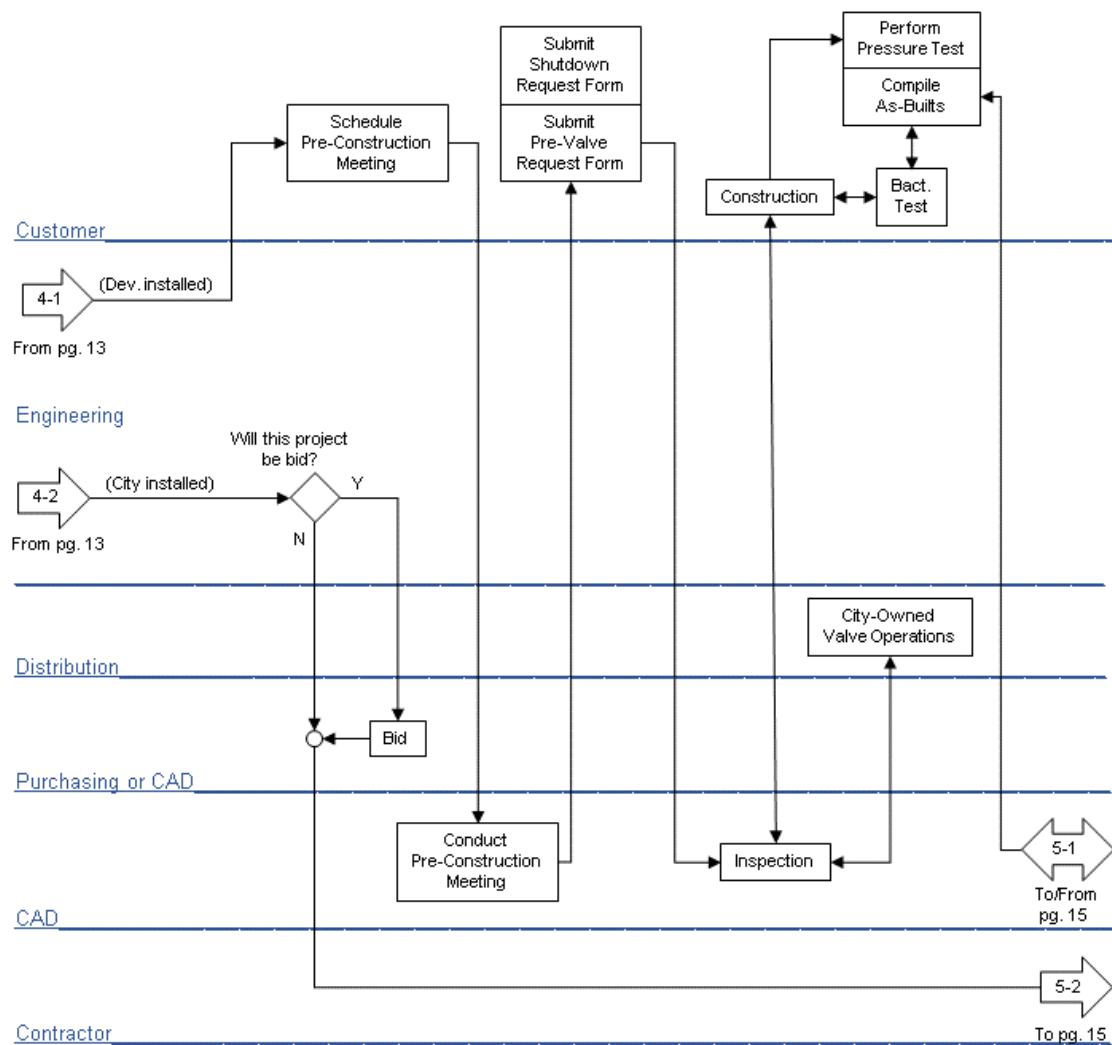 Submit
Shutdown
Request Form
Perform
Pressure Test
Compile
As-Builts
Schedule
Pre-Construction
Meeting
Submit
Pre-Valve
Request Form
Construction
Bact.
Test
Customer
4-1
(Dev. installed)
From pg. 13
Engineering
Will this project
be bid?
4-2
(City installed)
Y
N
From pg. 13
City-Owned
Valve Operations
Distribution
Bid
Purchasing or CAD
Conduct
Pre-Construction
Meeting
Inspection
5-1
To/From
pg. 15
CAD
5-2
To pg. 15
Contractor